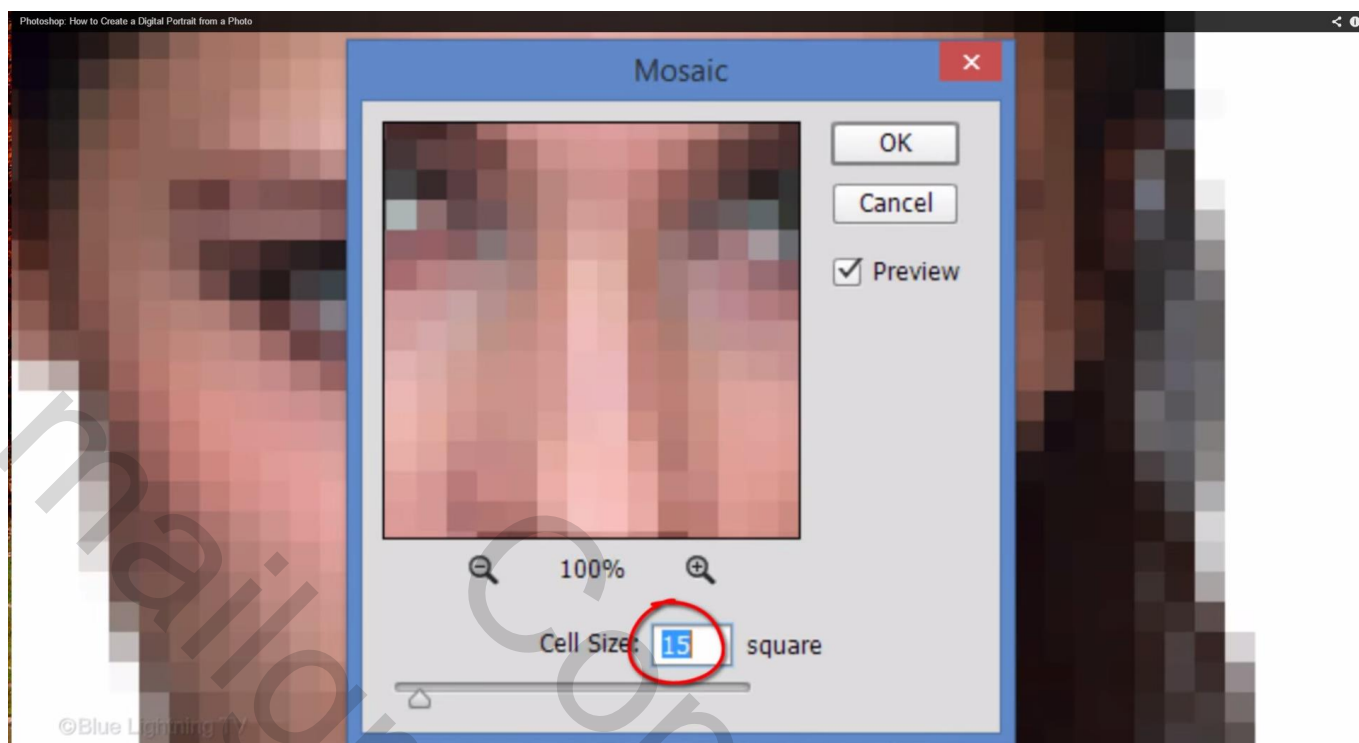 Photoshop: How to Create a Digital Portrait from a Photo
Mosaic
OK
Cancel
Preview
100%
Cell Size: 15 square
©Blue Lightning TV